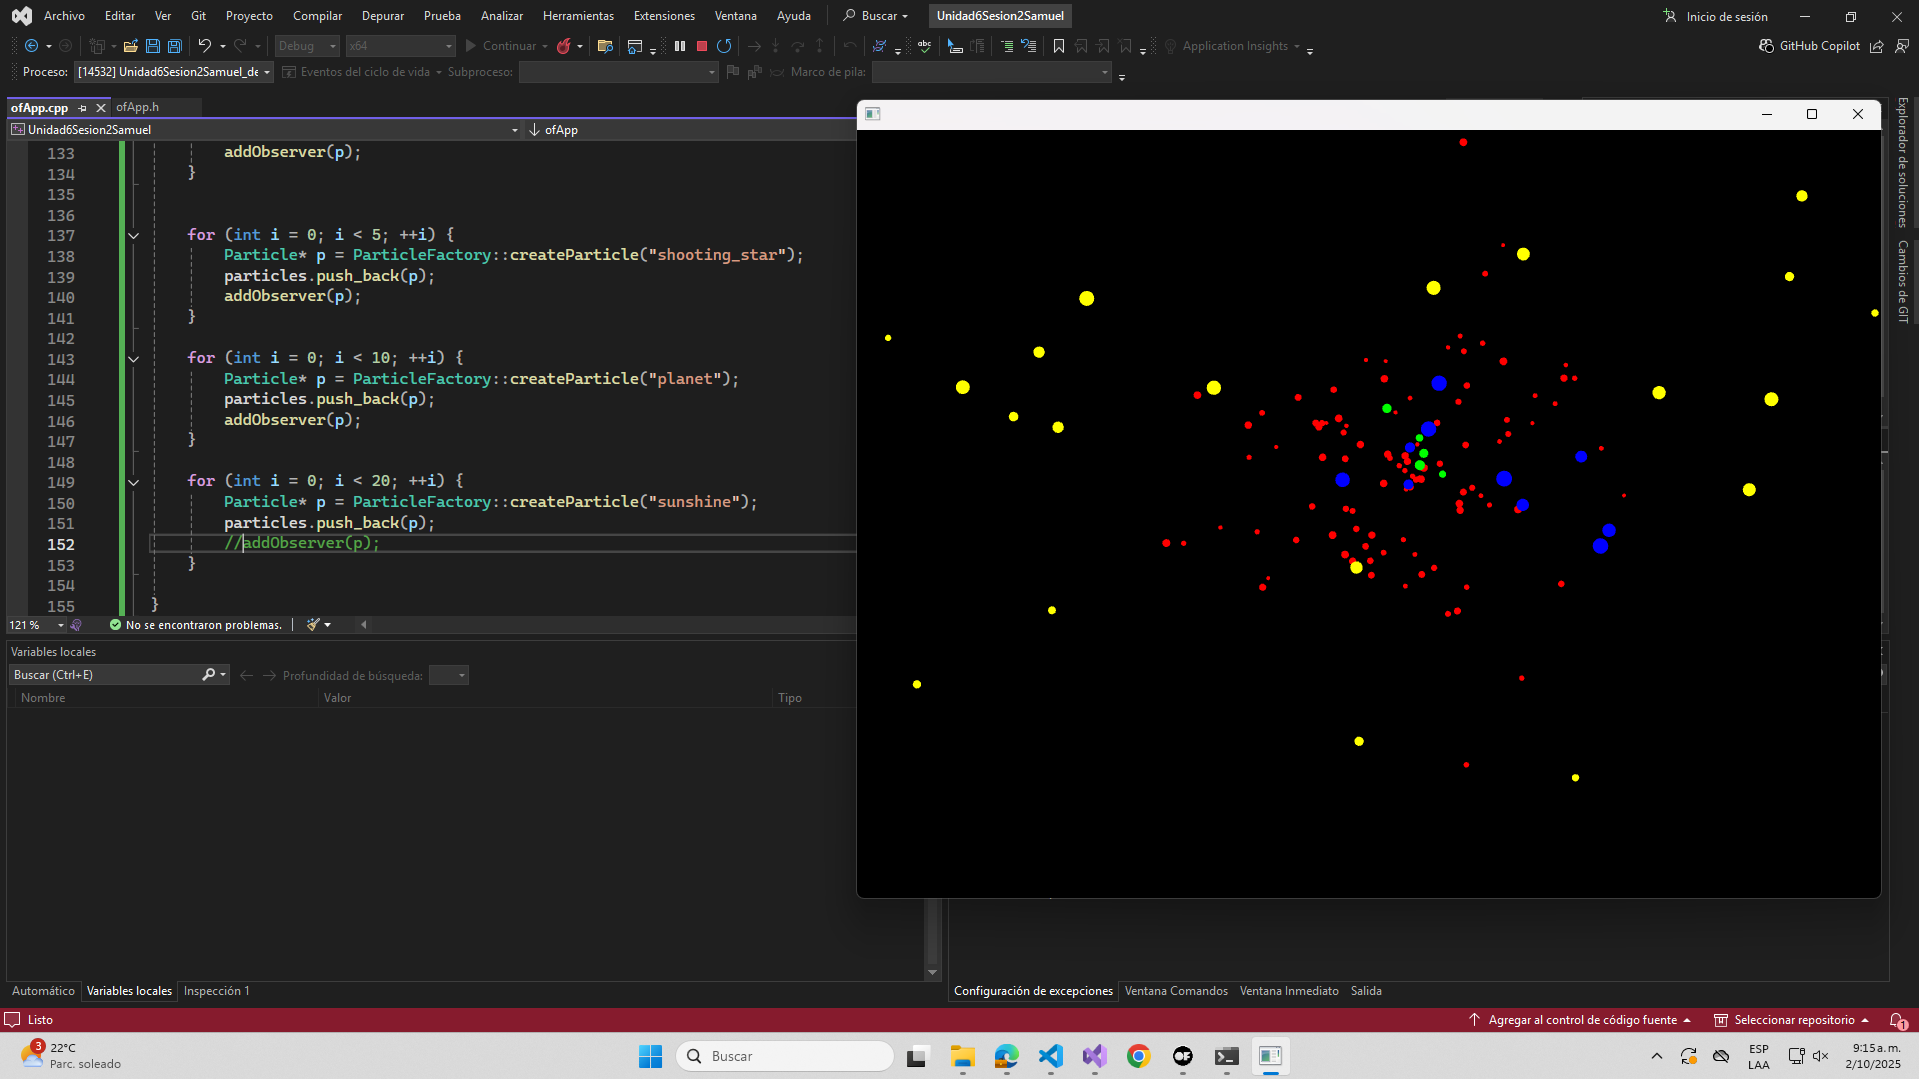 Archivo Editar Ver Git Proyecto Compilar Depurar Prueba Analizar Herramientas Extensiones Ventana Ayuda Buscar Unidad6Sesion2Samuel Inicio de sesión
Debug x64 Continuar abc Application Insights GitHub Copilot
Proceso: [14532] Unidad6Sesion2Samuel_de Eventos del ciclo de vida Subproceso: Marco de pila:
ofApp.cpp ofApp.h
Unidad6Sesion2Samuel ofApp
133 addObserver(p);
134 }
135
136
137 for (int i = 0; i < 5; ++i) {
138 Particle* p = ParticleFactory::createParticle("shooting_star");
139 particles.push_back(p);
140 addObserver(p);
141 }
142
143 for (int i = 0; i < 10; ++i) {
144 Particle* p = ParticleFactory::createParticle("planet");
145 particles.push_back(p);
146 addObserver(p);
147 }
148
149 for (int i = 0; i < 20; ++i) {
150 Particle* p = ParticleFactory::createParticle("sunshine");
151 particles.push_back(p);
152 //addObserver(p);
153 }
154
155 }
121 % No se encontraron problemas.
Variables locales
Buscar (Ctrl+E) Profundidad de búsqueda:
Nombre Valor Tipo
Automático Variables locales Inspección 1
Configuración de excepciones Ventana Comandos Ventana Inmediato Salida
Explorador de soluciones
Cambios de GIT
Listo Agregar al control de código fuente Seleccionar repositorio 1
3 22°C
Parc. soleado
Buscar
OF
ESP
LAA
9:15 a. m.
2/10/2025